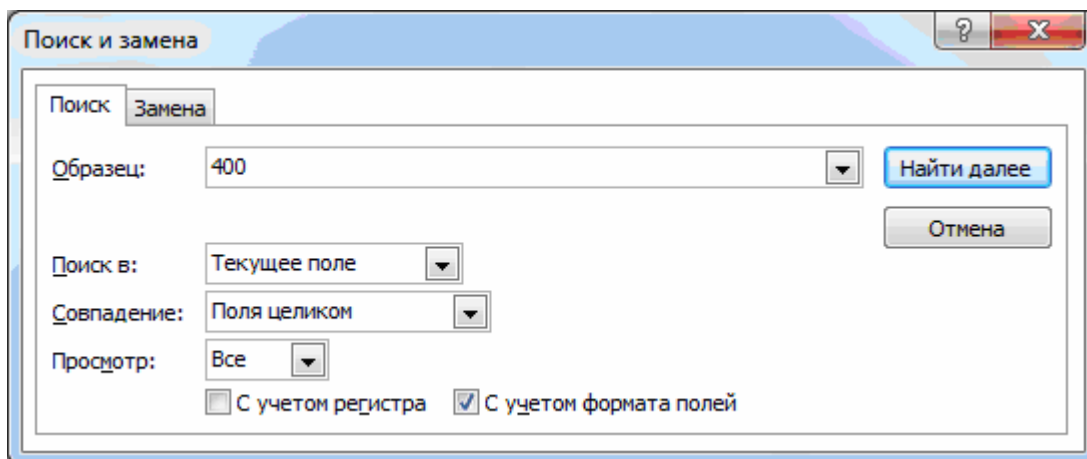 Поиск и замена
Поиск Замена
Образец: 400 Найти далее
Отмена
Поиск в: Текущее поле
Совпадение: Поля целиком
Просмотр: Все
С учетом регистра С учетом формата полей